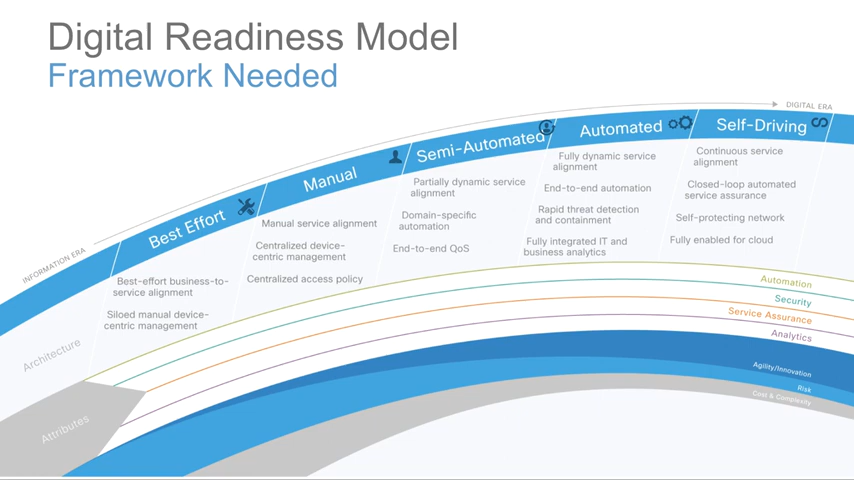 Digital Readiness Model
Framework Needed
INFORMATION ERA
DIGITAL ERA
Best Effort
Manual
Semi-Automated
Automated
Self-Driving
Best-effort business-to-
service alignment
Siloed manual device-
centric management
Manual service alignment
Centralized device-
centric management
Centralized access policy
Partially dynamic service
alignment
Domain-specific
automation
End-to-end QoS
Fully dynamic service
alignment
End-to-end automation
Rapid threat detection
and containment
Fully integrated IT and
business analytics
Continuous service
alignment
Closed-loop automated
service assurance
Self-protecting network
Fully enabled for cloud
Architecture
Attributes
Automation
Security
Service Assurance
Analytics
Agility/Innovation
Risk
Cost & Complexity